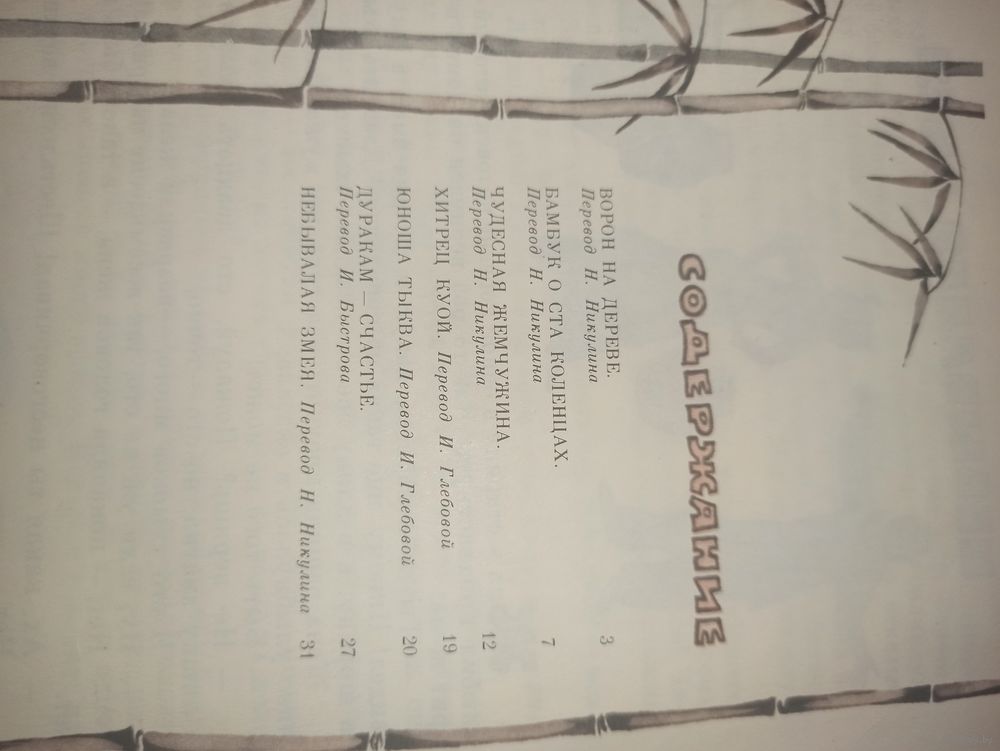 СОДЕРЖАНИЕ
ВОРОН НА ДЕРЕВЕ.
Перевод Н. Никулина 3
БАМБУК О СТА КОЛЕНЦАХ.
Перевод Н. Никулина 7
ЧУДЕСНАЯ ЖЕМЧУЖИНА.
Перевод Н. Никулина 12
ХИТРЕЦ КУОЙ. Перевод И. Глебовой 19
ЮНОША ТЫКВА. Перевод И. Глебовой 20
ДУРАКАМ — СЧАСТЬЕ.
Перевод И. Быстрова 27
НЕБЫВАЛАЯ ЗМЕЯ. Перевод Н. Никулина 31